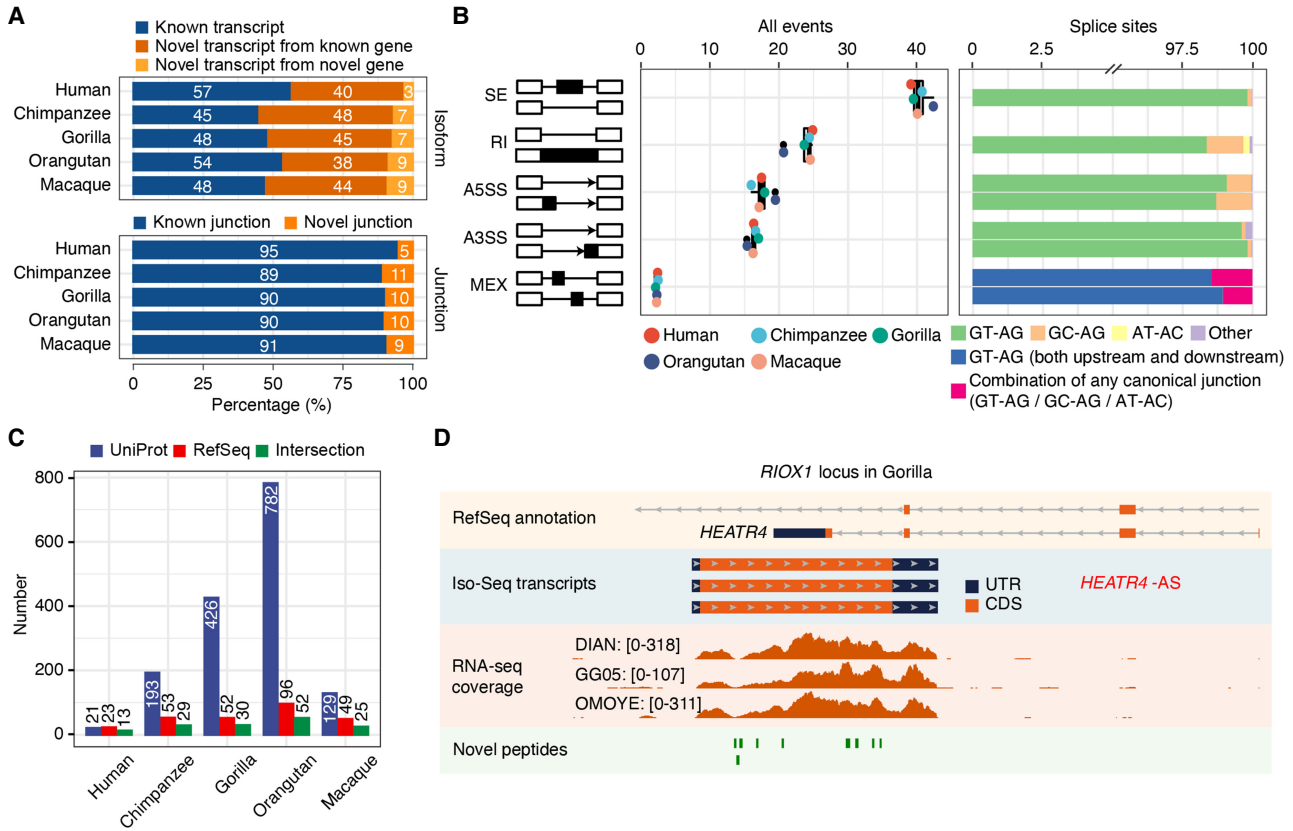 A
Known transcript
Novel transcript from known gene
Novel transcript from novel gene
Human 57 40 3
Chimpanzee 45 48 7
Gorilla 48 45 7
Orangutan 54 38 9
Macaque 48 44 9
Isoform
Known junction Novel junction
Human 95 5
Chimpanzee 89 11
Gorilla 90 10
Orangutan 90 10
Macaque 91 9
Junction
0 25 50 75 100
Percentage (%)
B
All events Splice sites
0 10 20 30 40 0 2.5 97.5 100
SE
RI
A5SS
A3SS
MEX
Human Chimpanzee Gorilla
Orangutan Macaque
GT-AG GC-AG AT-AC Other
GT-AG (both upstream and downstream)
Combination of any canonical junction
(GT-AG / GC-AG / AT-AC)
C
UniProt RefSeq Intersection
Number
800
600
400
200
0
21 23 13
193 53 29
426 52 30
782 96 52
129 49 25
Human Chimpanzee Gorilla Orangutan Macaque
D
RIOX1 locus in Gorilla
RefSeq annotation
HEATR4
Iso-Seq transcripts
UTR
CDS
HEATR4 -AS
RNA-seq
coverage
DIAN: [0-318]
GG05: [0-107]
OMOYE: [0-311]
Novel peptides